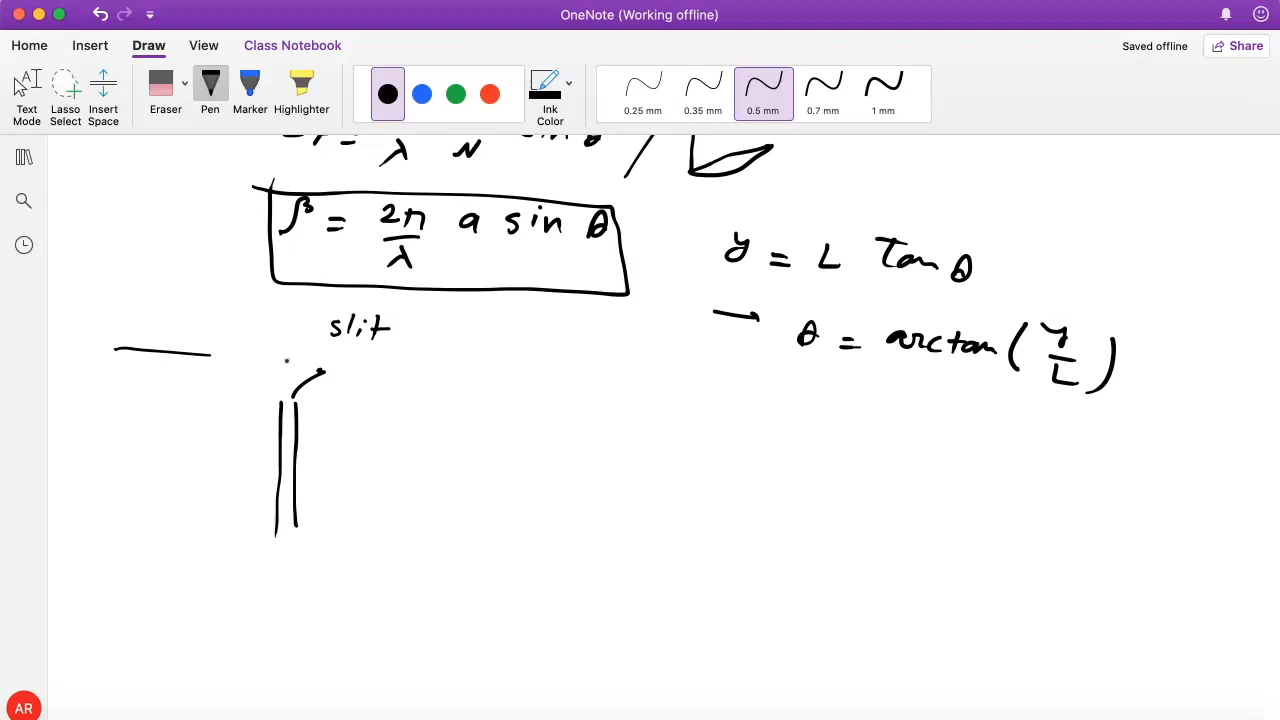 OneNote (Working offline)
Home Insert Draw View Class Notebook
Saved offline Share
Text Mode
Lasso Select
Insert Space
Eraser
Pen
Marker
Highlighter
Ink Color
0.25 mm 0.35 mm 0.5 mm 0.7 mm 1 mm
λ N
β = 2π/λ a sin θ
slit
y = L Tan θ
→ θ = arctan (y/L)
AR